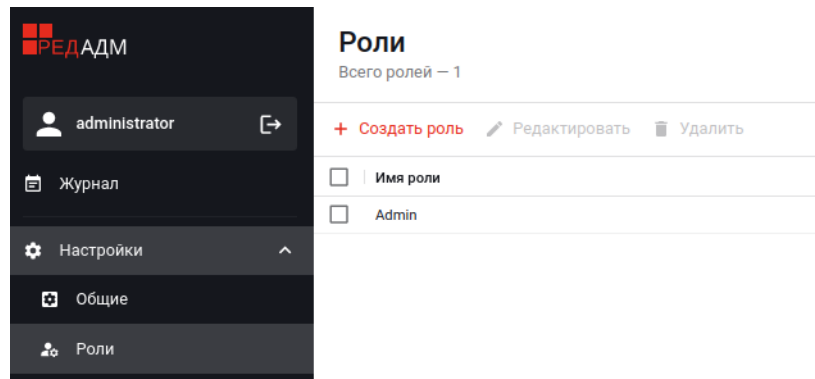 РЕДАДМ
administrator
Журнал
Настройки
Общие
Роли
Роли
Всего ролей — 1
+ Создать роль Редактировать Удалить
Имя роли
Admin